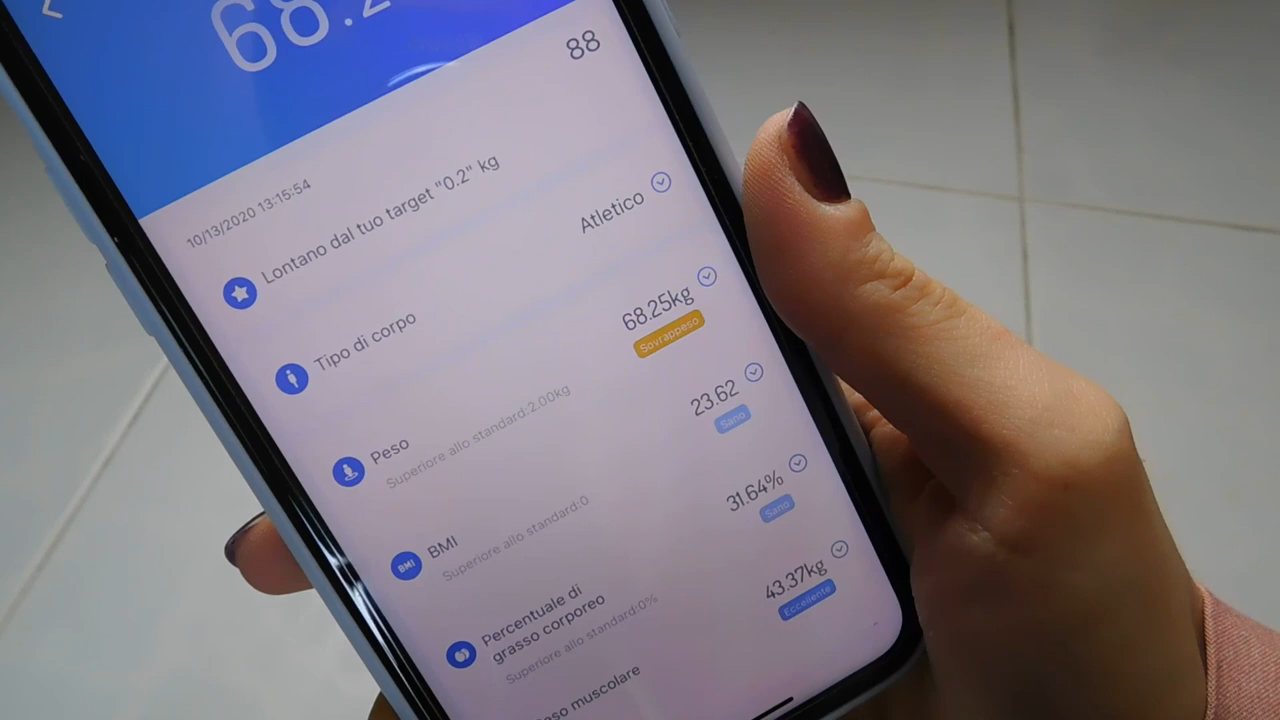 68.2
88
10/13/2020 13:15:54
Lontano dal tuo target "0.2" kg
Tipo di corpo
Atletico
Peso
68.25kg
Superiore allo standard:2.00kg
Sovrappeso
BMI
BMI
23.62
Superiore allo standard:0
Sano
Percentuale di
grasso corporeo
31.64%
Superiore allo standard:0%
Sano
muscolare
43.37kg
Eccellente